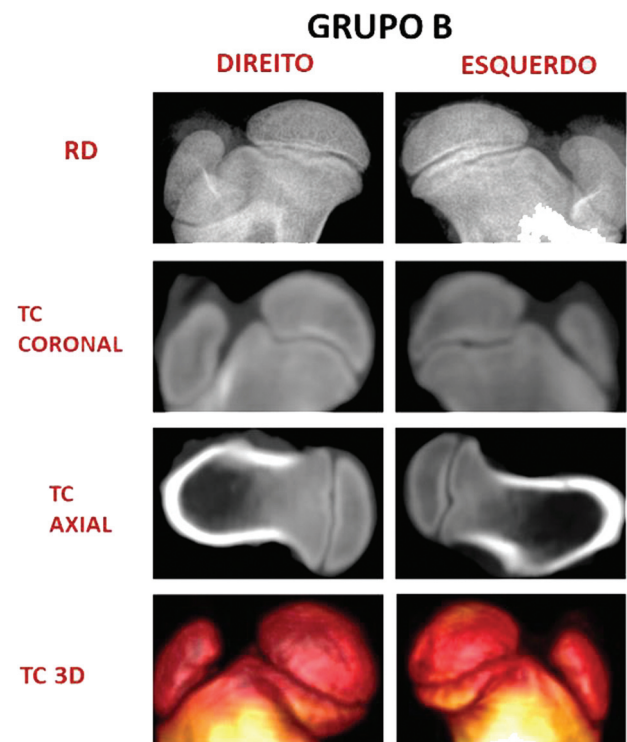 GRUPO B
DIREITO
ESQUERDO
RD
TC
CORONAL
TC
AXIAL
TC 3D